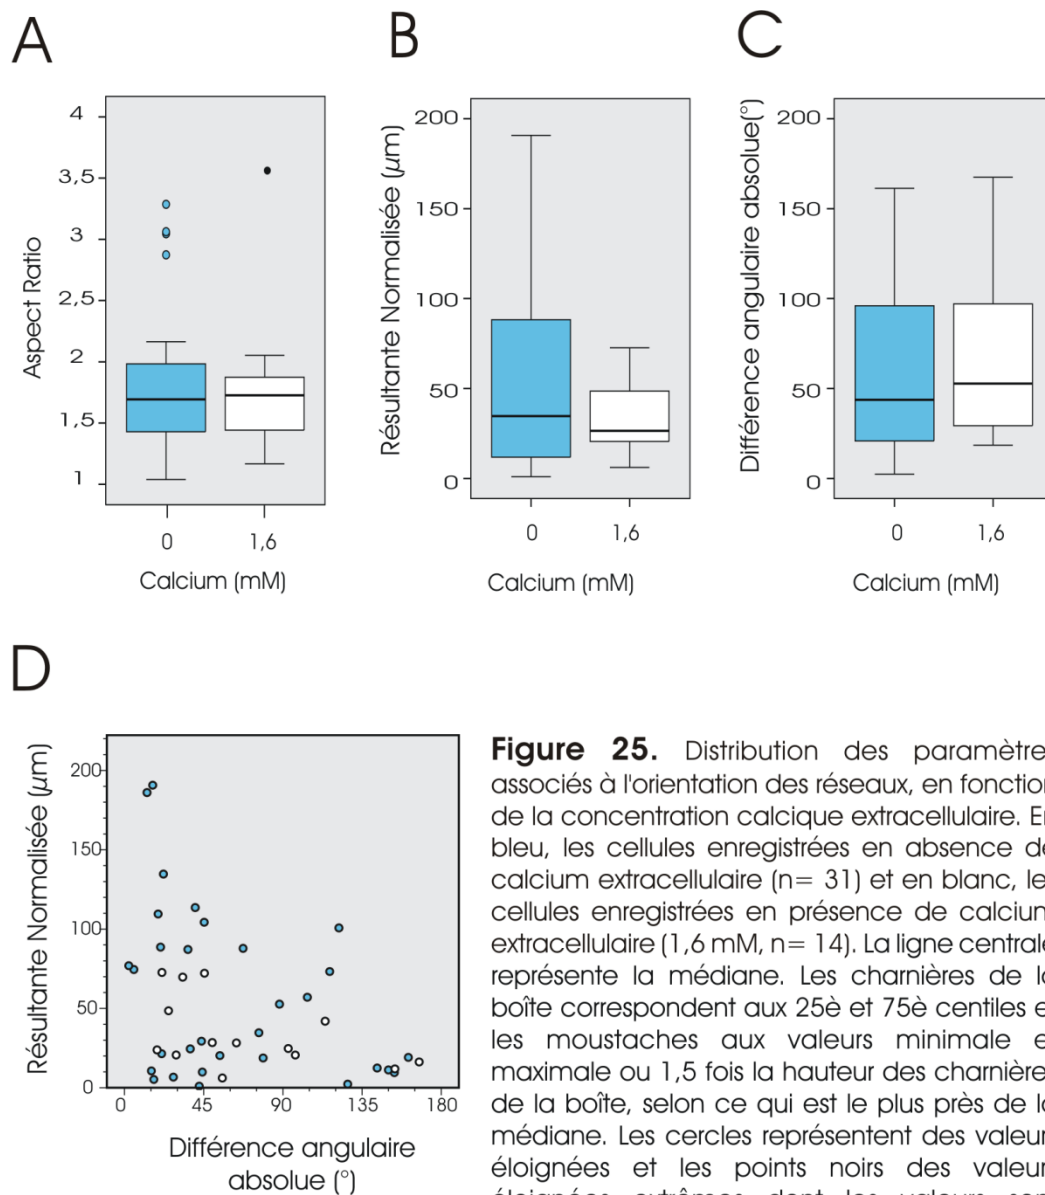 A
B
C
4
3,5
3
2,5
2
1,5
1
Aspect Ratio
0
1,6
Calcium (mM)
200
150
100
50
0
Résultante Normalisée (µm)
0
1,6
Calcium (mM)
200
150
100
50
0
Différence angulaire absolue(°)
0
1,6
Calcium (mM)
D
200
150
100
50
0
Résultante Normalisée (µm)
0
45
90
135
180
Différence angulaire
absolue (°)
Figure 25. Distribution des paramètre
associés à l'orientation des réseaux, en fonction
de la concentration calcique extracellulaire. En
bleu, les cellules enregistrées en absence de
calcium extracellulaire (n= 31) et en blanc, le
cellules enregistrées en présence de calcium
extracellulaire (1,6 mM, n= 14). La ligne centrale
représente la médiane. Les charnières de la
boîte correspondent aux 25è et 75è centiles e
les moustaches aux valeurs minimale e
maximale ou 1,5 fois la hauteur des charnière
de la boîte, selon ce qui est le plus près de la
médiane. Les cercles représentent des valeur
éloignées et les points noirs des valeur
éloignées extrêmes dont les valeurs son